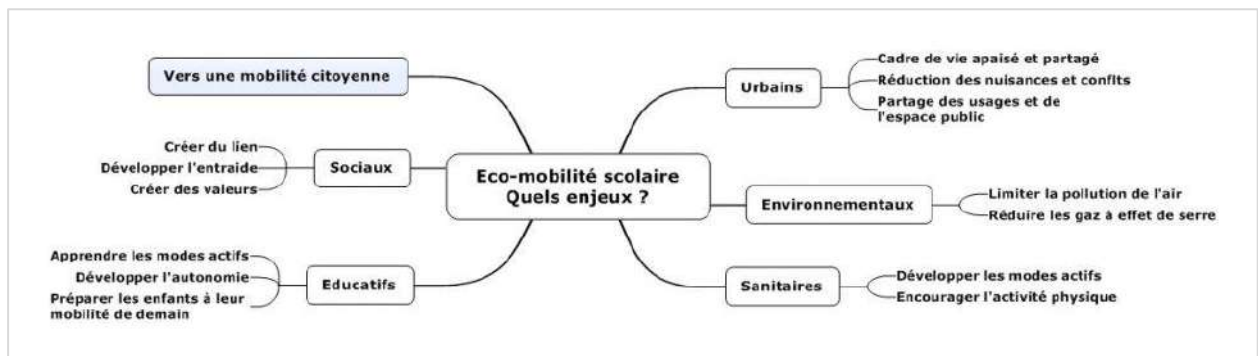 Eco-mobilité scolaire
Quels enjeux ?
Vers une mobilité citoyenne
Sociaux
Créer du lien
Développer l'entraide
Créer des valeurs
Educatifs
Apprendre les modes actifs
Développer l'autonomie
Préparer les enfants à leur
mobilité de demain
Urbains
Cadre de vie apaisé et partagé
Réduction des nuisances et conflts
Partage des usages et de
l'espace public
Environnementaux
Limiter la pollution de l'air
Réduire les gaz à effet de serre
Sanitaires
Développer les modes actifs
Encourager l'activité physique